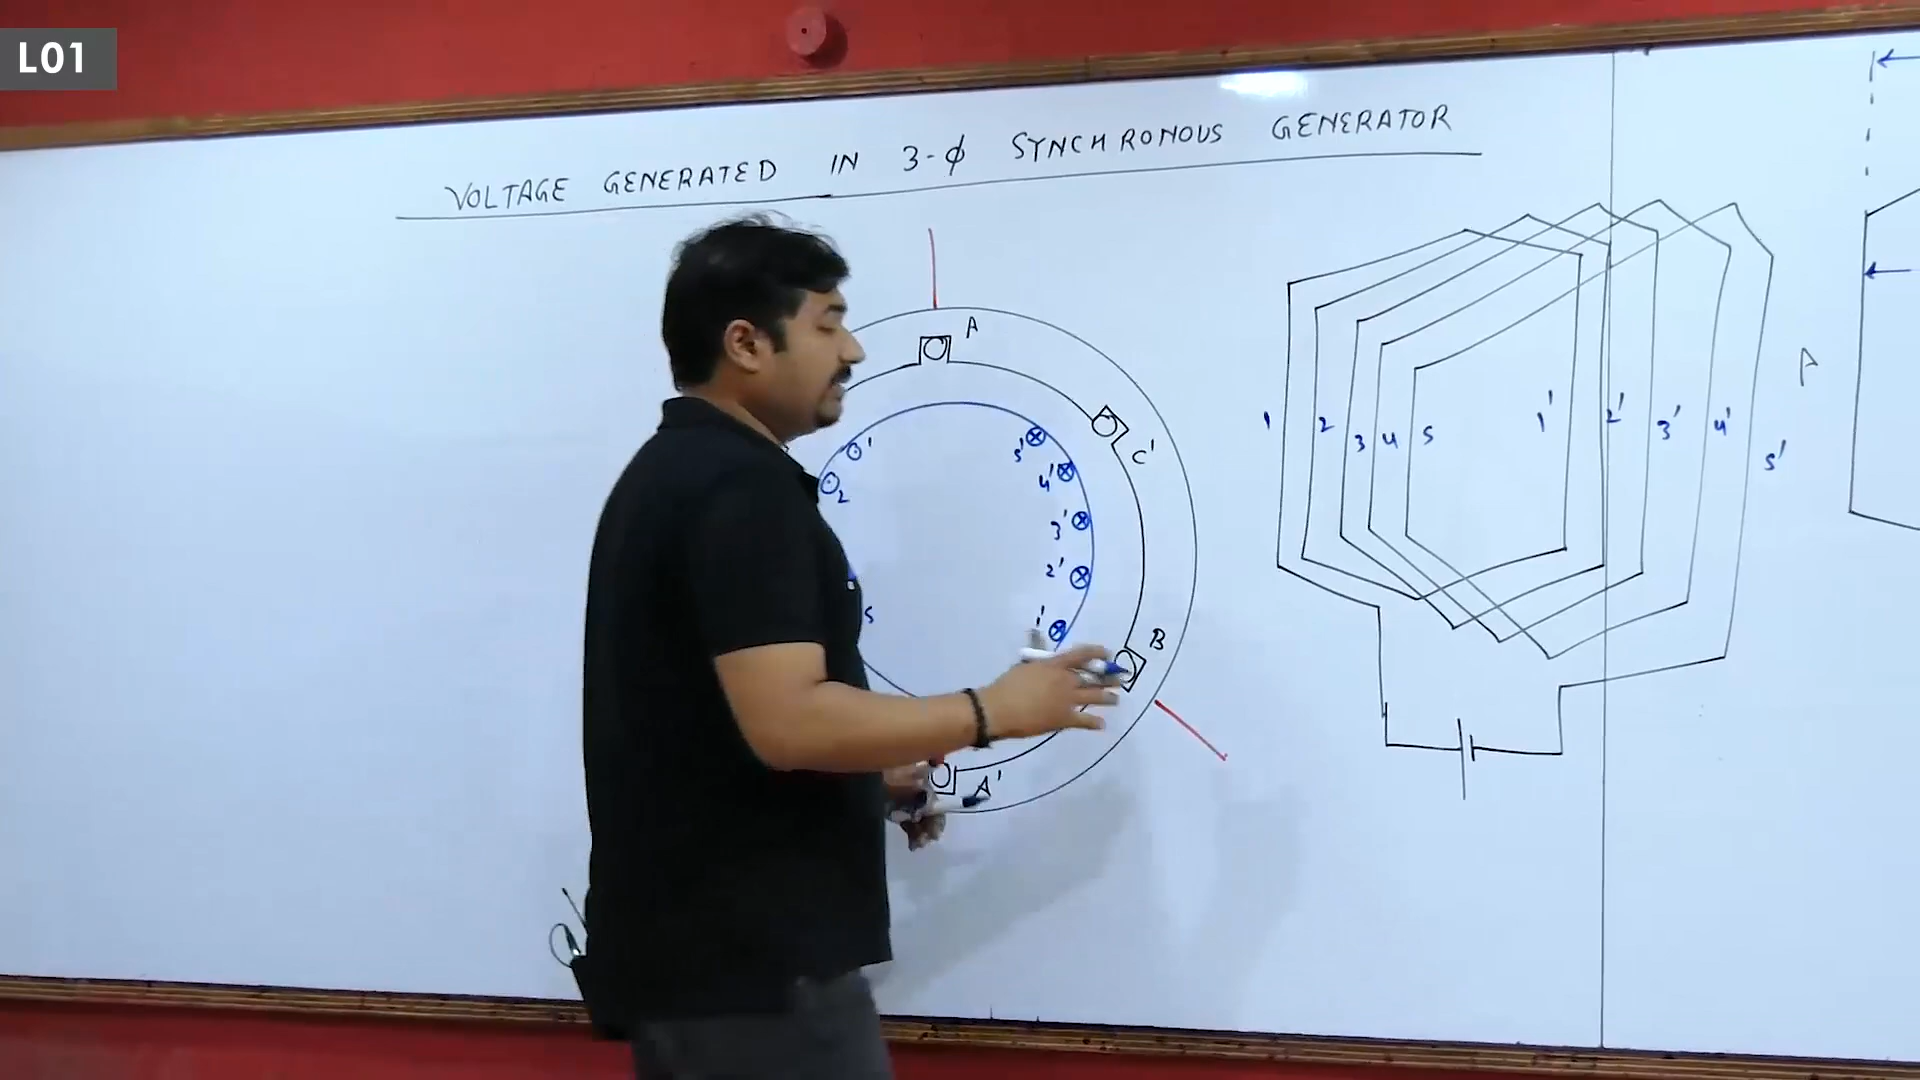 L01
VOLTAGE GENERATED IN 3-ϕ SYNCHRONOUS GENERATOR
A
C'
B
A'
1'
2
5
5'
4'
3'
2'
1'
1 2 3 4 5 1' 2' 3' 4' 5'
A